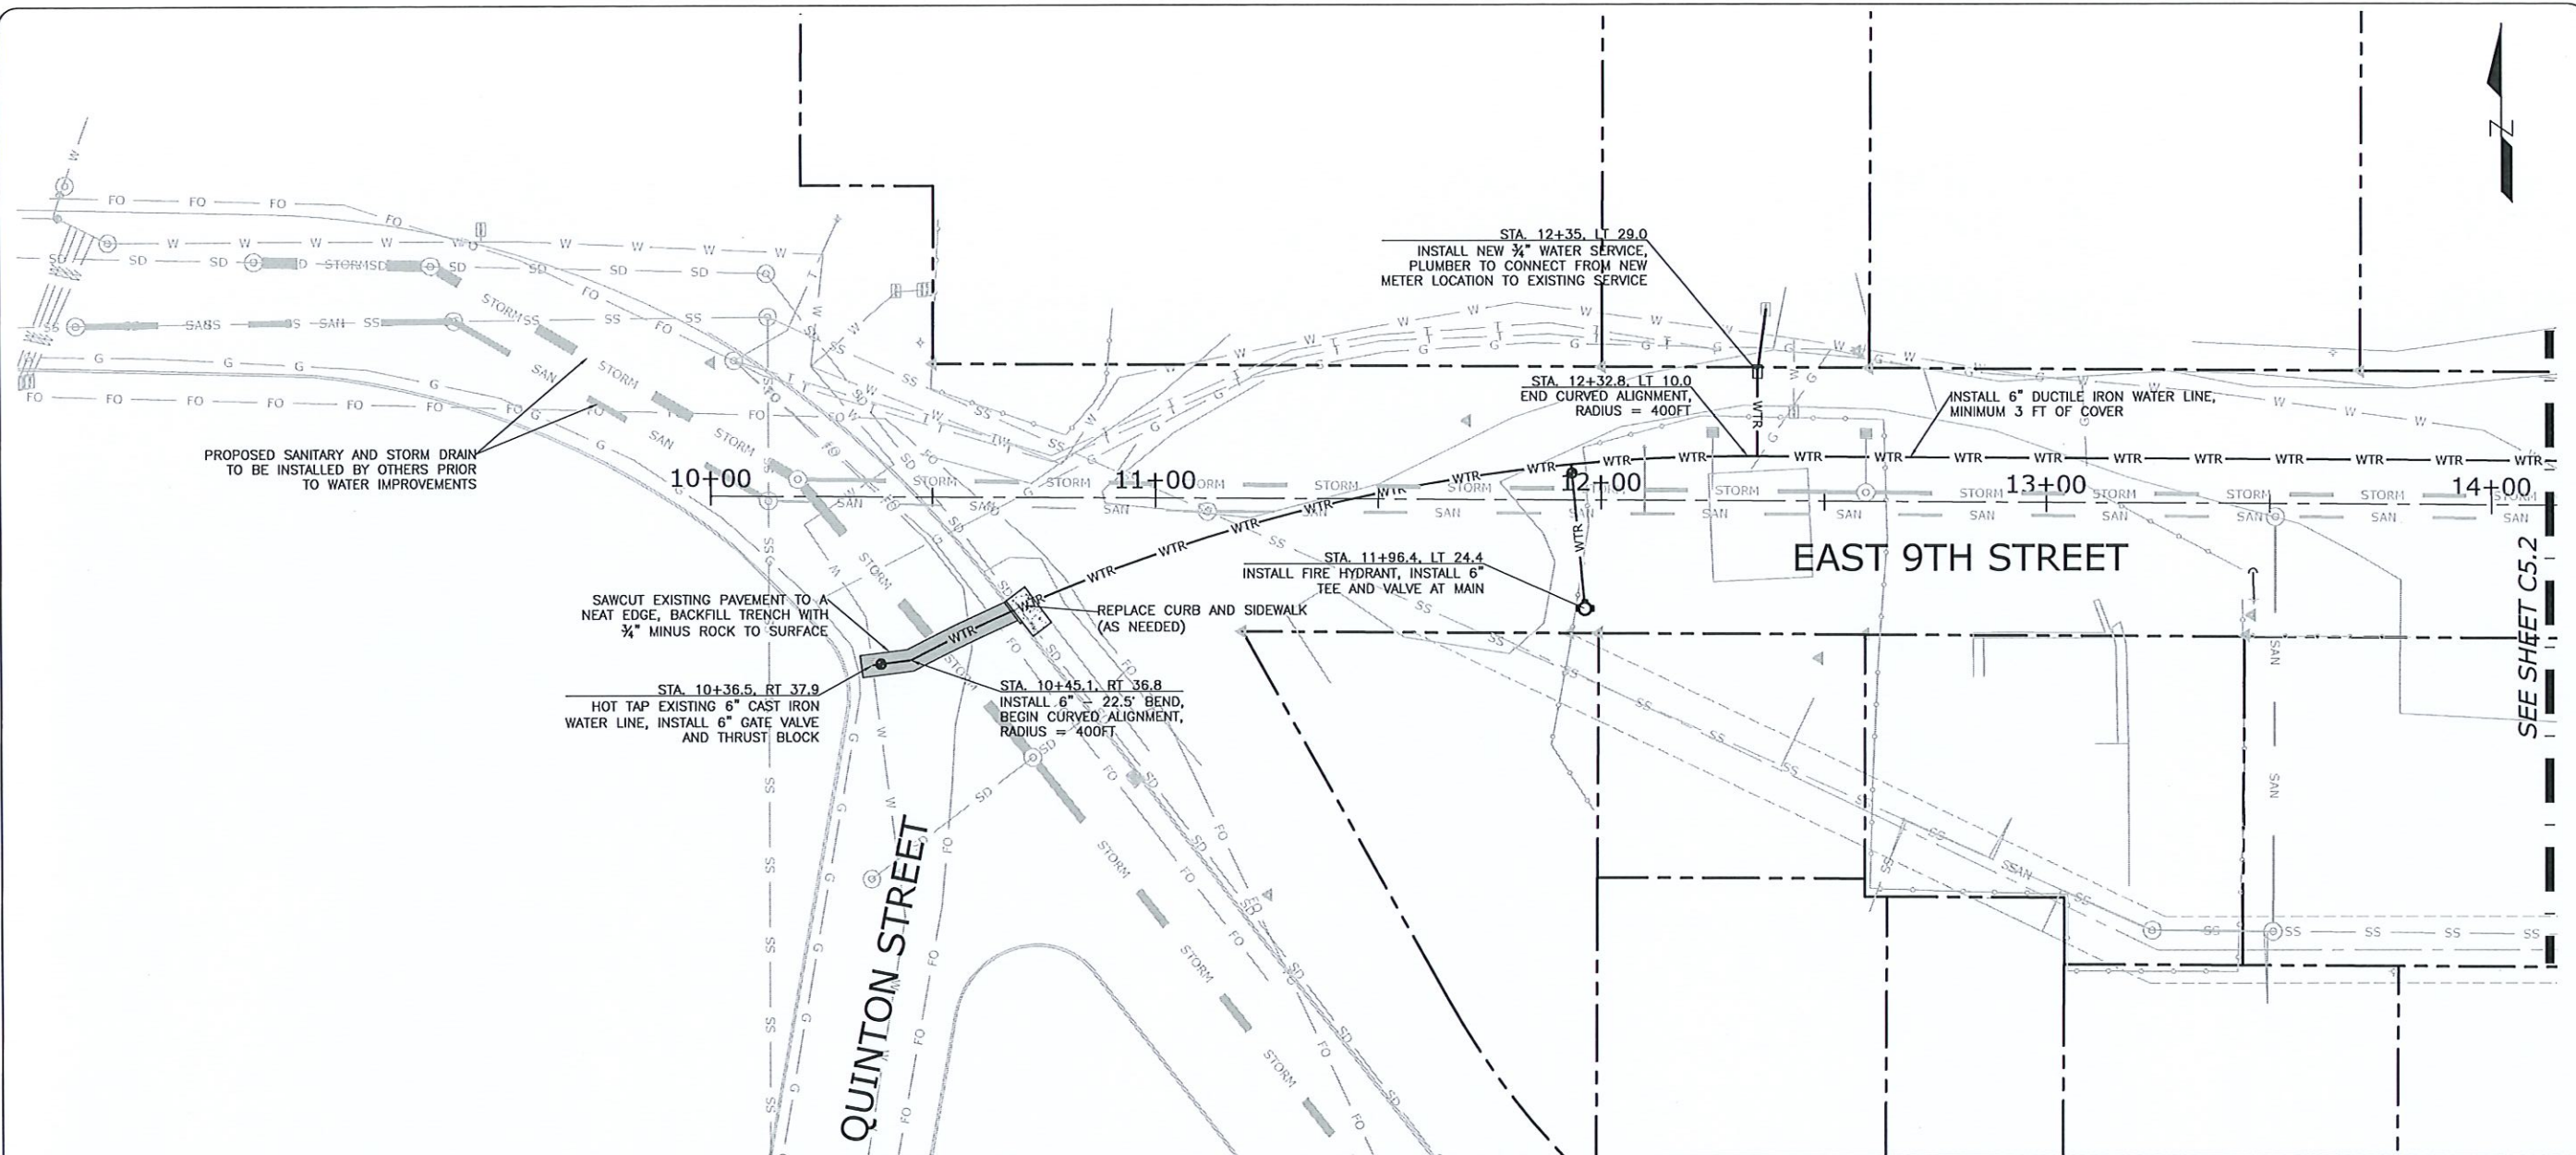 STA. 12+35, LT 29.0
INSTALL NEW ¾" WATER SERVICE,
PLUMBER TO CONNECT FROM NEW
METER LOCATION TO EXISTING SERVICE
STA. 12+32.8, LT 10.0
END CURVED ALIGNMENT,
RADIUS = 400FT
INSTALL 6" DUCTILE IRON WATER LINE,
MINIMUM 3 FT OF COVER
PROPOSED SANITARY AND STORM DRAIN
TO BE INSTALLED BY OTHERS PRIOR
TO WATER IMPROVEMENTS
10+00
11+00
12+00
13+00
14+00
EAST 9TH STREET
STA. 11+96.4, LT 24.4
INSTALL FIRE HYDRANT, INSTALL 6"
TEE AND VALVE AT MAIN
SAWCUT EXISTING PAVEMENT TO A
NEAT EDGE, BACKFILL TRENCH WITH
¾" MINUS ROCK TO SURFACE
REPLACE CURB AND SIDEWALK
(AS NEEDED)
STA. 10+36.5, RT 37.9
HOT TAP EXISTING 6" CAST IRON
WATER LINE, INSTALL 6" GATE VALVE
AND THRUST BLOCK
STA. 10+45.1, RT 36.8
INSTALL 6" - 22.5° BEND,
BEGIN CURVED ALIGNMENT,
RADIUS = 400FT
QUINTON STREET
SEE SHEET C5.2
N